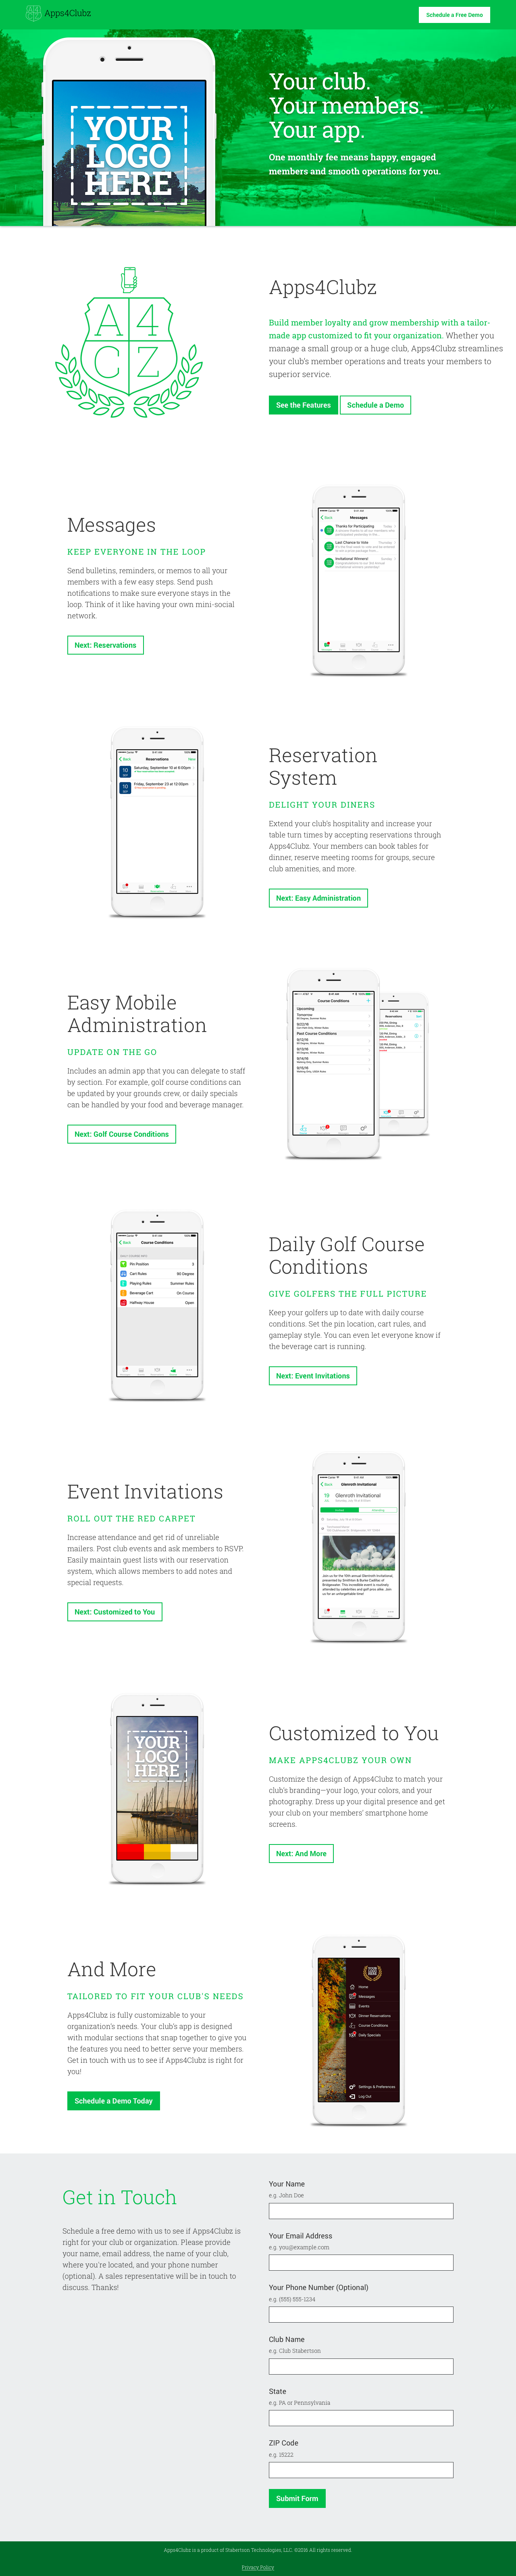 Apps4Clubz
Schedule a Free Demo
YOUR
LOGO
HERE
Your club.
Your members.
Your app.
One monthly fee means happy, engaged
members and smooth operations for you.
A 4
C Z
Apps4Clubz
Build member loyalty and grow membership with a tailor-
made app customized to fit your organization. Whether you
manage a small group or a huge club, Apps4Clubz streamlines
your club's member operations and treats your members to
superior service.
See the Features
Schedule a Demo
Messages
KEEP EVERYONE IN THE LOOP
Send bulletins, reminders, or memos to all your
members with a few easy steps. Send push
notifications to make sure everyone stays in the
loop. Think of it like having your own mini-social
network.
Next: Reservations
Back
Messages
Thanks for Participating
Last Chance to Vote
Invitational Winners!
Back
Reservations
New
Saturday, September 10 at 6:00pm
Friday, September 23 at 12:00pm
Reservation
System
DELIGHT YOUR DINERS
Extend your club's hospitality and increase your
table turn times by accepting reservations through
Apps4Clubz. Your members can book tables for
dinner, reserve meeting rooms for groups, secure
club amenities, and more.
Next: Easy Administration
Easy Mobile
Administration
UPDATE ON THE GO
Includes an admin app that you can delegate to staff
by section. For example, golf course conditions can
be updated by your grounds crew, or daily specials
can be handled by your food and beverage manager.
Next: Golf Course Conditions
Course Conditions
Upcoming
Tomorrow
Past Course Conditions
Reservations
Back
Course Conditions
Pin Position
3
Cart Rules
90 Degree
Playing Rules
Summer Rules
Beverage Cart
On Course
Halfway House
Open
Daily Golf Course
Conditions
GIVE GOLFERS THE FULL PICTURE
Keep your golfers up to date with daily course
conditions. Set the pin location, cart rules, and
gameplay style. You can even let everyone know if
the beverage cart is running.
Next: Event Invitations
Event Invitations
ROLL OUT THE RED CARPET
Increase attendance and get rid of unreliable
mailers. Post club events and ask members to RSVP.
Easily maintain guest lists with our reservation
system, which allows members to add notes and
special requests.
Next: Customized to You
Back
Glenroth Invitational
19
Glenroth Invitational
YOUR
LOGO
HERE
Customized to You
MAKE APPS4CLUBZ YOUR OWN
Customize the design of Apps4Clubz to match your
club's branding—your logo, your colors, and your
photography. Dress up your digital presence and get
your club on your members' smartphone home
screens.
Next: And More
And More
TAILORED TO FIT YOUR CLUB'S NEEDS
Apps4Clubz is fully customizable to your
organization's needs. Your club's app is designed
with modular sections that snap together to give you
the features you need to better serve your members.
Get in touch with us to see if Apps4Clubz is right for
you!
Schedule a Demo Today
Home
Messages
Events
Dinner Reservations
Course Conditions
Daily Specials
Settings & Preferences
Log Out
Get in Touch
Schedule a free demo with us to see if Apps4Clubz is
right for your club or organization. Please provide
your name, email address, the name of your club,
where you're located, and your phone number
(optional). A sales representative will be in touch to
discuss. Thanks!
Your Name
e.g. John Doe
Your Email Address
e.g. you@example.com
Your Phone Number (Optional)
e.g. (555) 555-1234
Club Name
e.g. Club Stabertson
State
e.g. PA or Pennsylvania
ZIP Code
e.g. 15222
Submit Form
Apps4Clubz is a product of Stabertson Technologies, LLC. ©2016 All rights reserved.
Privacy Policy